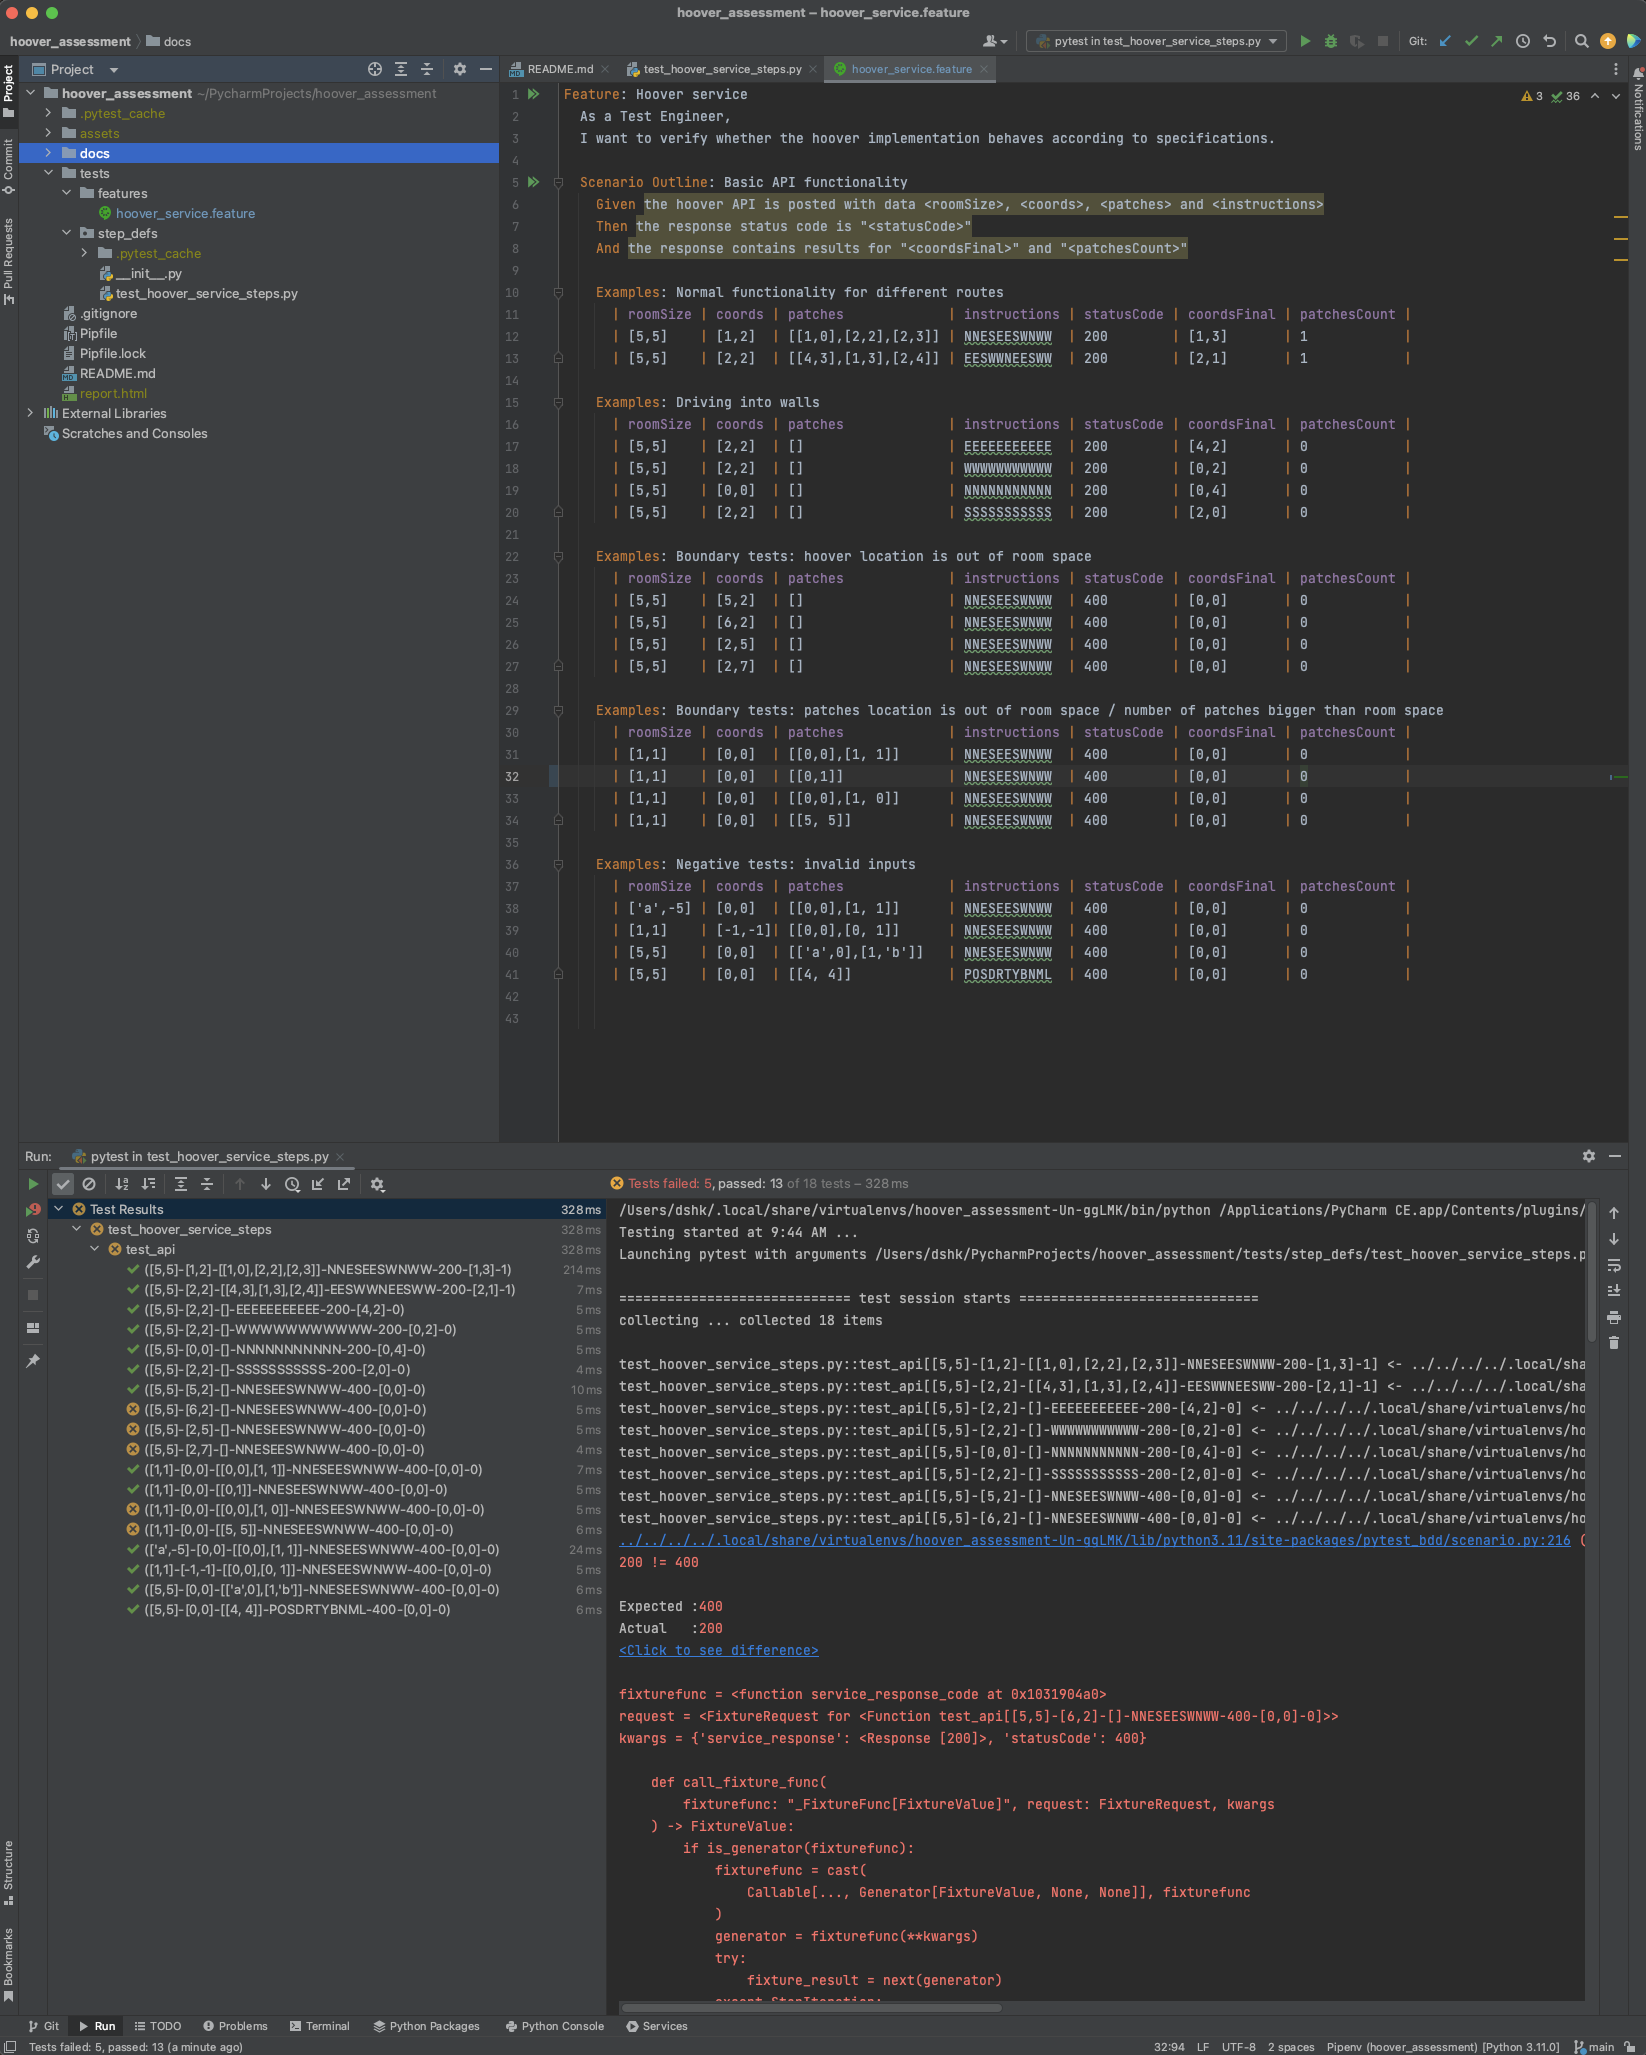 hoover_assessment – hoover_service.feature
hoover_assessment docs
pytest in test_hoover_service_steps.py
Git:
Project
Commit
Pull Requests
Structure
Bookmarks
Notifications
Project
hoover_assessment ~/PycharmProjects/hoover_assessment
.pytest_cache
assets
docs
tests
features
hoover_service.feature
step_defs
.pytest_cache
__init__.py
test_hoover_service_steps.py
.gitignore
Pipfile
Pipfile.lock
README.md
report.html
External Libraries
Scratches and Consoles
README.md test_hoover_service_steps.py hoover_service.feature
3 36
1 Feature: Hoover service
2 As a Test Engineer,
3 I want to verify whether the hoover implementation behaves according to specifications.
4
5 Scenario Outline: Basic API functionality
6 Given the hoover API is posted with data <roomSize>, <coords>, <patches> and <instructions>
7 Then the response status code is "<statusCode>"
8 And the response contains results for "<coordsFinal>" and "<patchesCount>"
9
10 Examples: Normal functionality for different routes
11 | roomSize | coords | patches | instructions | statusCode | coordsFinal | patchesCount |
12 | [5,5] | [1,2] | [[1,0],[2,2],[2,3]] | NNESEESWNWW | 200 | [1,3] | 1 |
13 | [5,5] | [2,2] | [[4,3],[1,3],[2,4]] | EESWWNEESWW | 200 | [2,1] | 1 |
14
15 Examples: Driving into walls
16 | roomSize | coords | patches | instructions | statusCode | coordsFinal | patchesCount |
17 | [5,5] | [2,2] | [] | EEEEEEEEEEE | 200 | [4,2] | 0 |
18 | [5,5] | [2,2] | [] | WWWWWWWWWWW | 200 | [0,2] | 0 |
19 | [5,5] | [0,0] | [] | NNNNNNNNNNN | 200 | [0,4] | 0 |
20 | [5,5] | [2,2] | [] | SSSSSSSSSSS | 200 | [2,0] | 0 |
21
22 Examples: Boundary tests: hoover location is out of room space
23 | roomSize | coords | patches | instructions | statusCode | coordsFinal | patchesCount |
24 | [5,5] | [5,2] | [] | NNESEESWNWW | 400 | [0,0] | 0 |
25 | [5,5] | [6,2] | [] | NNESEESWNWW | 400 | [0,0] | 0 |
26 | [5,5] | [2,5] | [] | NNESEESWNWW | 400 | [0,0] | 0 |
27 | [5,5] | [2,7] | [] | NNESEESWNWW | 400 | [0,0] | 0 |
28
29 Examples: Boundary tests: patches location is out of room space / number of patches bigger than room space
30 | roomSize | coords | patches | instructions | statusCode | coordsFinal | patchesCount |
31 | [1,1] | [0,0] | [[0,0],[1, 1]] | NNESEESWNWW | 400 | [0,0] | 0 |
32 | [1,1] | [0,0] | [[0,1]] | NNESEESWNWW | 400 | [0,0] | 0 |
33 | [1,1] | [0,0] | [[0,0],[1, 0]] | NNESEESWNWW | 400 | [0,0] | 0 |
34 | [1,1] | [0,0] | [[5, 5]] | NNESEESWNWW | 400 | [0,0] | 0 |
35
36 Examples: Negative tests: invalid inputs
37 | roomSize | coords | patches | instructions | statusCode | coordsFinal | patchesCount |
38 | ['a',-5] | [0,0] | [[0,0],[1, 1]] | NNESEESWNWW | 400 | [0,0] | 0 |
39 | [1,1] | [-1,-1]| [[0,0],[0, 1]] | NNESEESWNWW | 400 | [0,0] | 0 |
40 | [5,5] | [0,0] | [['a',0],[1,'b']] | NNESEESWNWW | 400 | [0,0] | 0 |
41 | [5,5] | [0,0] | [[4, 4]] | POSDRTYBNML | 400 | [0,0] | 0 |
42
43
Run: pytest in test_hoover_service_steps.py
Tests failed: 5, passed: 13 of 18 tests – 328 ms
Test Results 328 ms
test_hoover_service_steps 328 ms
test_api 328 ms
([5,5]-[1,2]-[[1,0],[2,2],[2,3]]-NNESEESWNWW-200-[1,3]-1) 214 ms
([5,5]-[2,2]-[[4,3],[1,3],[2,4]]-EESWWNEESWW-200-[2,1]-1) 7 ms
([5,5]-[2,2]-[]-EEEEEEEEEEE-200-[4,2]-0) 5 ms
([5,5]-[2,2]-[]-WWWWWWWWWWW-200-[0,2]-0) 5 ms
([5,5]-[0,0]-[]-NNNNNNNNNNN-200-[0,4]-0) 5 ms
([5,5]-[2,2]-[]-SSSSSSSSSSS-200-[2,0]-0) 4 ms
([5,5]-[5,2]-[]-NNESEESWNWW-400-[0,0]-0) 10 ms
([5,5]-[6,2]-[]-NNESEESWNWW-400-[0,0]-0) 5 ms
([5,5]-[2,5]-[]-NNESEESWNWW-400-[0,0]-0) 5 ms
([5,5]-[2,7]-[]-NNESEESWNWW-400-[0,0]-0) 4 ms
([1,1]-[0,0]-[[0,0],[1, 1]]-NNESEESWNWW-400-[0,0]-0) 7 ms
([1,1]-[0,0]-[[0,1]]-NNESEESWNWW-400-[0,0]-0) 5 ms
([1,1]-[0,0]-[[0,0],[1, 0]]-NNESEESWNWW-400-[0,0]-0) 5 ms
([1,1]-[0,0]-[[5, 5]]-NNESEESWNWW-400-[0,0]-0) 6 ms
(['a',-5]-[0,0]-[[0,0],[1, 1]]-NNESEESWNWW-400-[0,0]-0) 24 ms
([1,1]-[-1,-1]-[[0,0],[0, 1]]-NNESEESWNWW-400-[0,0]-0) 5 ms
([5,5]-[0,0]-[['a',0],[1,'b']]-NNESEESWNWW-400-[0,0]-0) 6 ms
([5,5]-[0,0]-[[4, 4]]-POSDRTYBNML-400-[0,0]-0) 6 ms
/Users/dshk/.local/share/virtualenvs/hoover_assessment-Un-ggLMK/bin/python /Applications/PyCharm CE.app/Contents/plugins/
Testing started at 9:44 AM ...
Launching pytest with arguments /Users/dshk/PycharmProjects/hoover_assessment/tests/step_defs/test_hoover_service_steps.p
============================= test session starts ==============================
collecting ... collected 18 items
test_hoover_service_steps.py::test_api[[5,5]-[1,2]-[[1,0],[2,2],[2,3]]-NNESEESWNWW-200-[1,3]-1] <- ../../../../.local/sha
test_hoover_service_steps.py::test_api[[5,5]-[2,2]-[[4,3],[1,3],[2,4]]-EESWWNEESWW-200-[2,1]-1] <- ../../../../.local/sha
test_hoover_service_steps.py::test_api[[5,5]-[2,2]-[]-EEEEEEEEEEE-200-[4,2]-0] <- ../../../../.local/share/virtualenvs/ho
test_hoover_service_steps.py::test_api[[5,5]-[2,2]-[]-WWWWWWWWWWW-200-[0,2]-0] <- ../../../../.local/share/virtualenvs/ho
test_hoover_service_steps.py::test_api[[5,5]-[0,0]-[]-NNNNNNNNNNN-200-[0,4]-0] <- ../../../../.local/share/virtualenvs/ho
test_hoover_service_steps.py::test_api[[5,5]-[2,2]-[]-SSSSSSSSSSS-200-[2,0]-0] <- ../../../../.local/share/virtualenvs/ho
test_hoover_service_steps.py::test_api[[5,5]-[5,2]-[]-NNESEESWNWW-400-[0,0]-0] <- ../../../../.local/share/virtualenvs/ho
test_hoover_service_steps.py::test_api[[5,5]-[6,2]-[]-NNESEESWNWW-400-[0,0]-0] <- ../../../../.local/share/virtualenvs/ho
../../../../.local/share/virtualenvs/hoover_assessment-Un-ggLMK/lib/python3.11/site-packages/pytest_bdd/scenario.py:216 (
200 != 400
Expected :400
Actual :200
<Click to see difference>
fixturefunc = <function service_response_code at 0x1031904a0>
request = <FixtureRequest for <Function test_api[[5,5]-[6,2]-[]-NNESEESWNWW-400-[0,0]-0]>>
kwargs = {'service_response': <Response [200]>, 'statusCode': 400}
def call_fixture_func(
fixturefunc: "_FixtureFunc[FixtureValue]", request: FixtureRequest, kwargs
) -> FixtureValue:
if is_generator(fixturefunc):
fixturefunc = cast(
Callable[..., Generator[FixtureValue, None, None]], fixturefunc
)
generator = fixturefunc(**kwargs)
try:
fixture_result = next(generator)
except StopIteration:
Git Run TODO Problems Terminal Python Packages Python Console Services
Tests failed: 5, passed: 13 (a minute ago) 32:94 LF UTF-8 2 spaces Pipenv (hoover_assessment) [Python 3.11.0] main